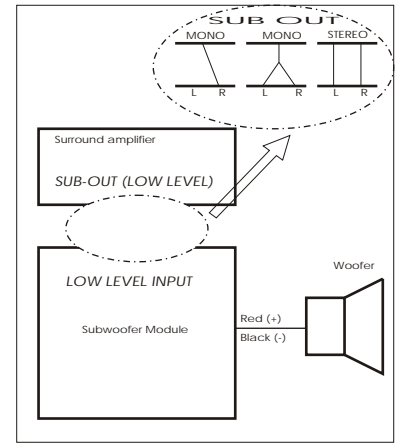 SUB OUT
MONO MONO STEREO
L R L R L R
Surround amplifier
SUB-OUT (LOW LEVEL)
LOW LEVEL INPUT
Woofer
Subwoofer Module
Red (+)
Black (-)